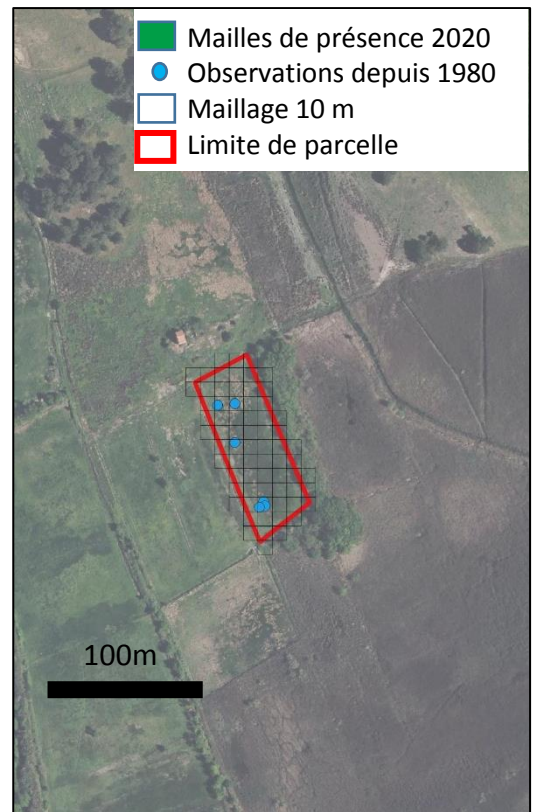 Mailles de présence 2020
Observations depuis 1980
Maillage 10 m
Limite de parcelle
100m